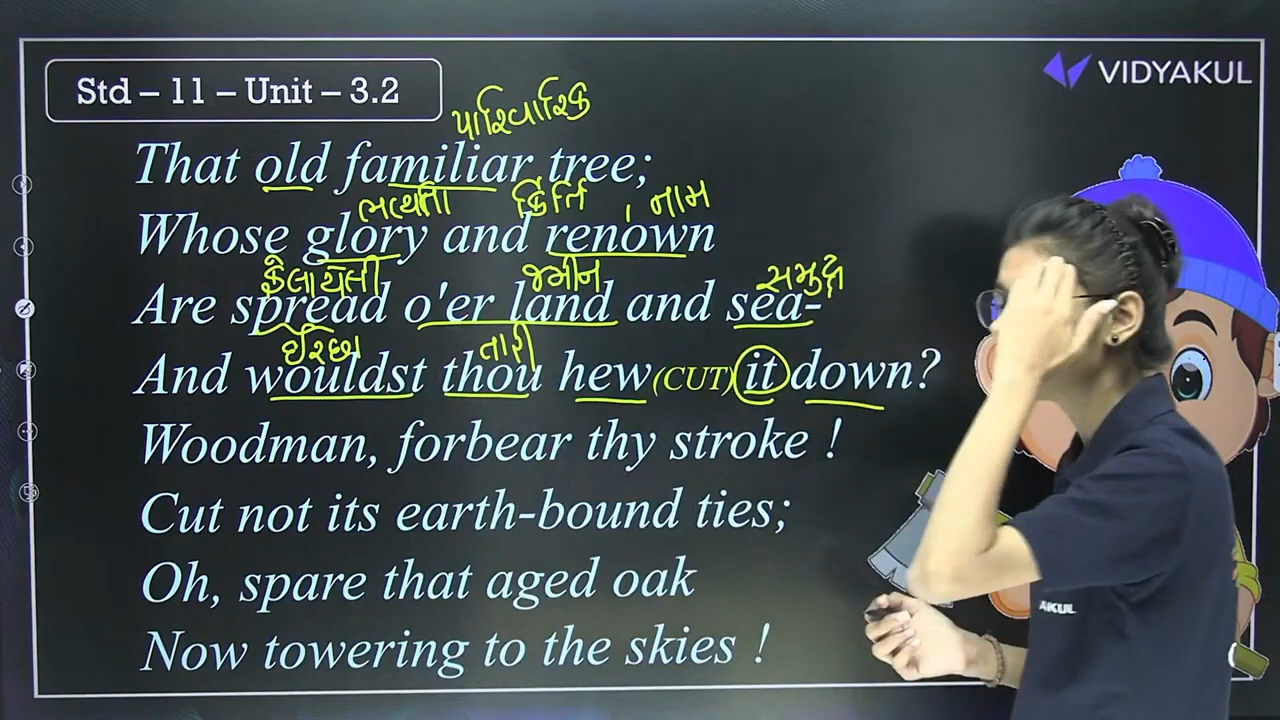 Std – 11 – Unit – 3.2
VIDYAKUL
પારિવારિક
That old familiar tree;
ભવ્યતા કિર્તિ , નામ
Whose glory and renown
ફેલાયેલી જમીન સમુદ્ર
Are spread o'er land and sea-
ઈચ્છા તારી
And wouldst thou hew (CUT) it down?
Woodman, forbear thy stroke !
Cut not its earth-bound ties;
Oh, spare that aged oak
Now towering to the skies !
AKUL